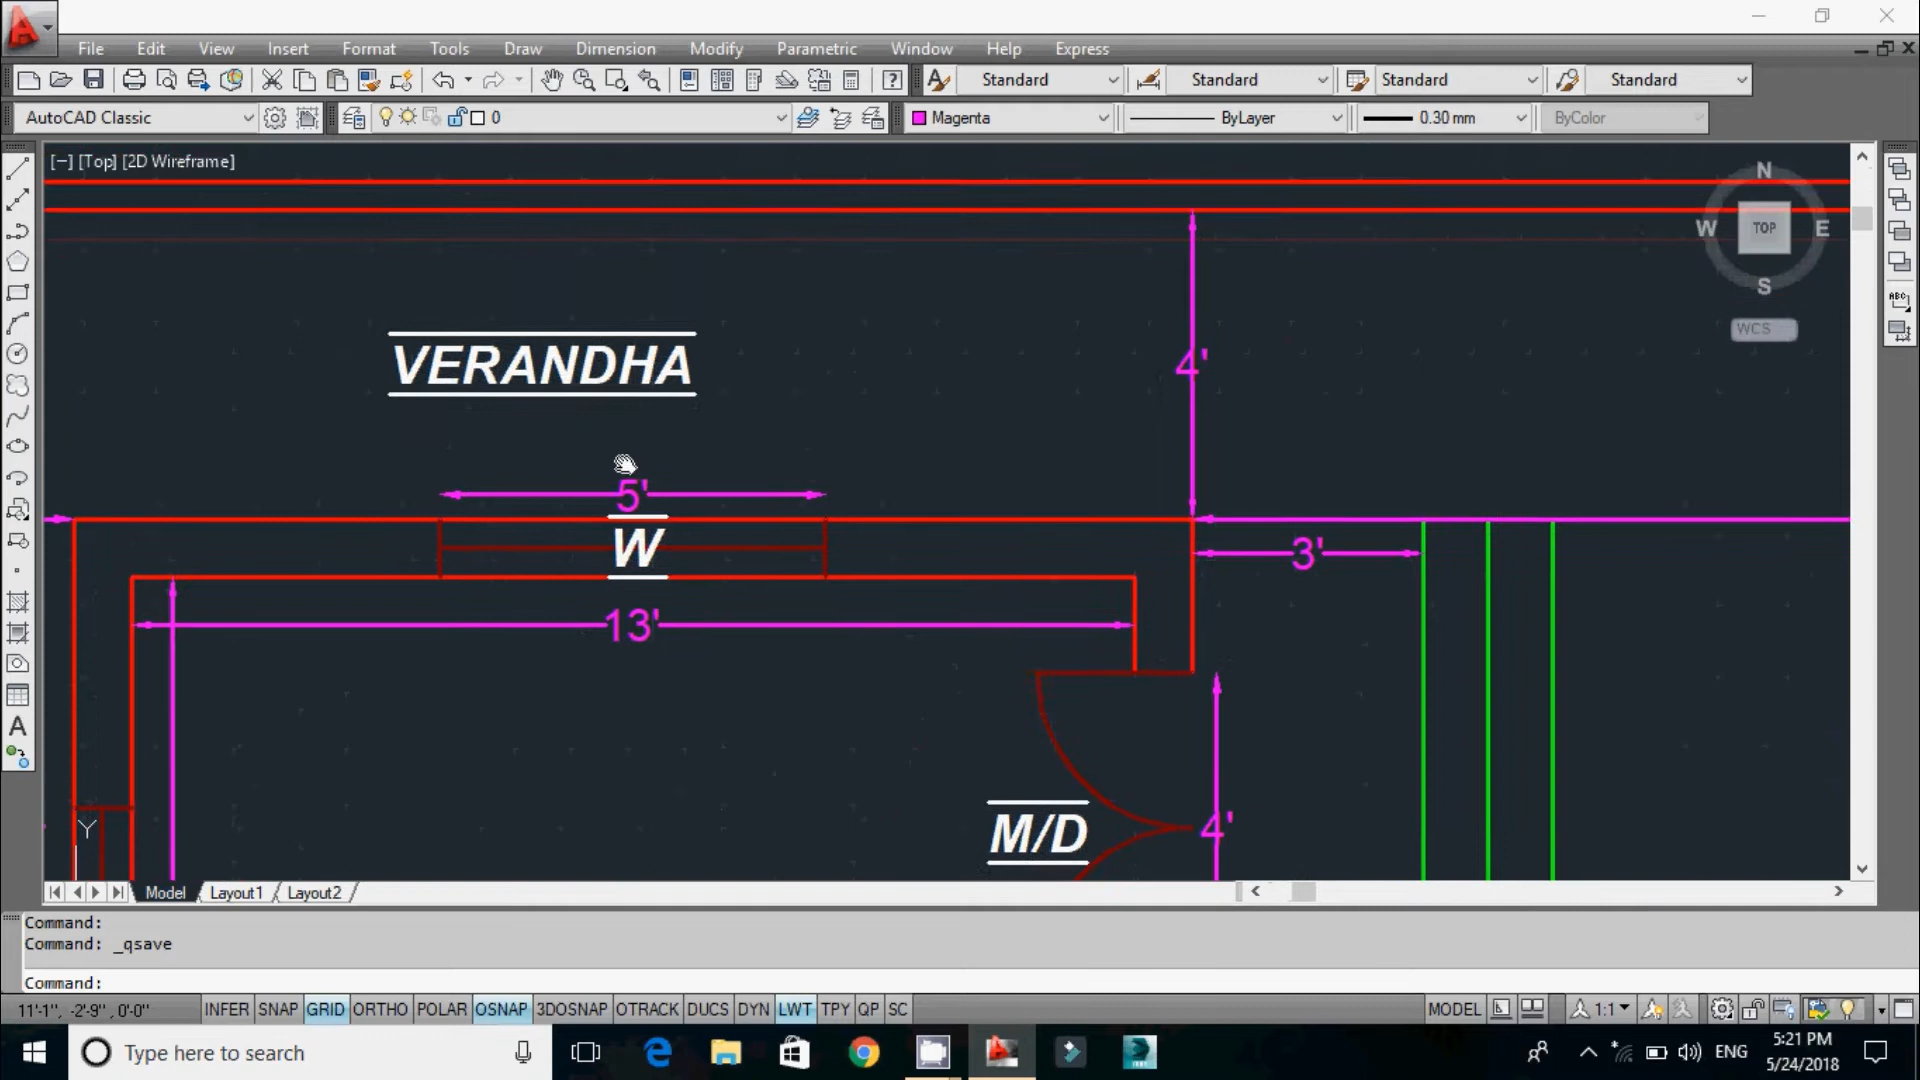 File Edit View Insert Format Tools Draw Dimension Modify Parametric Window Help Express
Standard Standard Standard Standard
AutoCAD Classic 0 Magenta ByLayer 0.30 mm ByColor
[−] [Top] [2D Wireframe]
N
W TOP E
S
WCS
4'
VERANDHA
5'
W
3'
13'
M/D
4'
Y
A
Model Layout1 Layout2
Command:
Command: _qsave
Command:
11'-1", -2'-9" , 0'-0" INFER SNAP GRID ORTHO POLAR OSNAP 3DOSNAP OTRACK DUCS DYN LWT TPY QP SC MODEL 1:1
Type here to search ENG 5:21 PM
5/24/2018